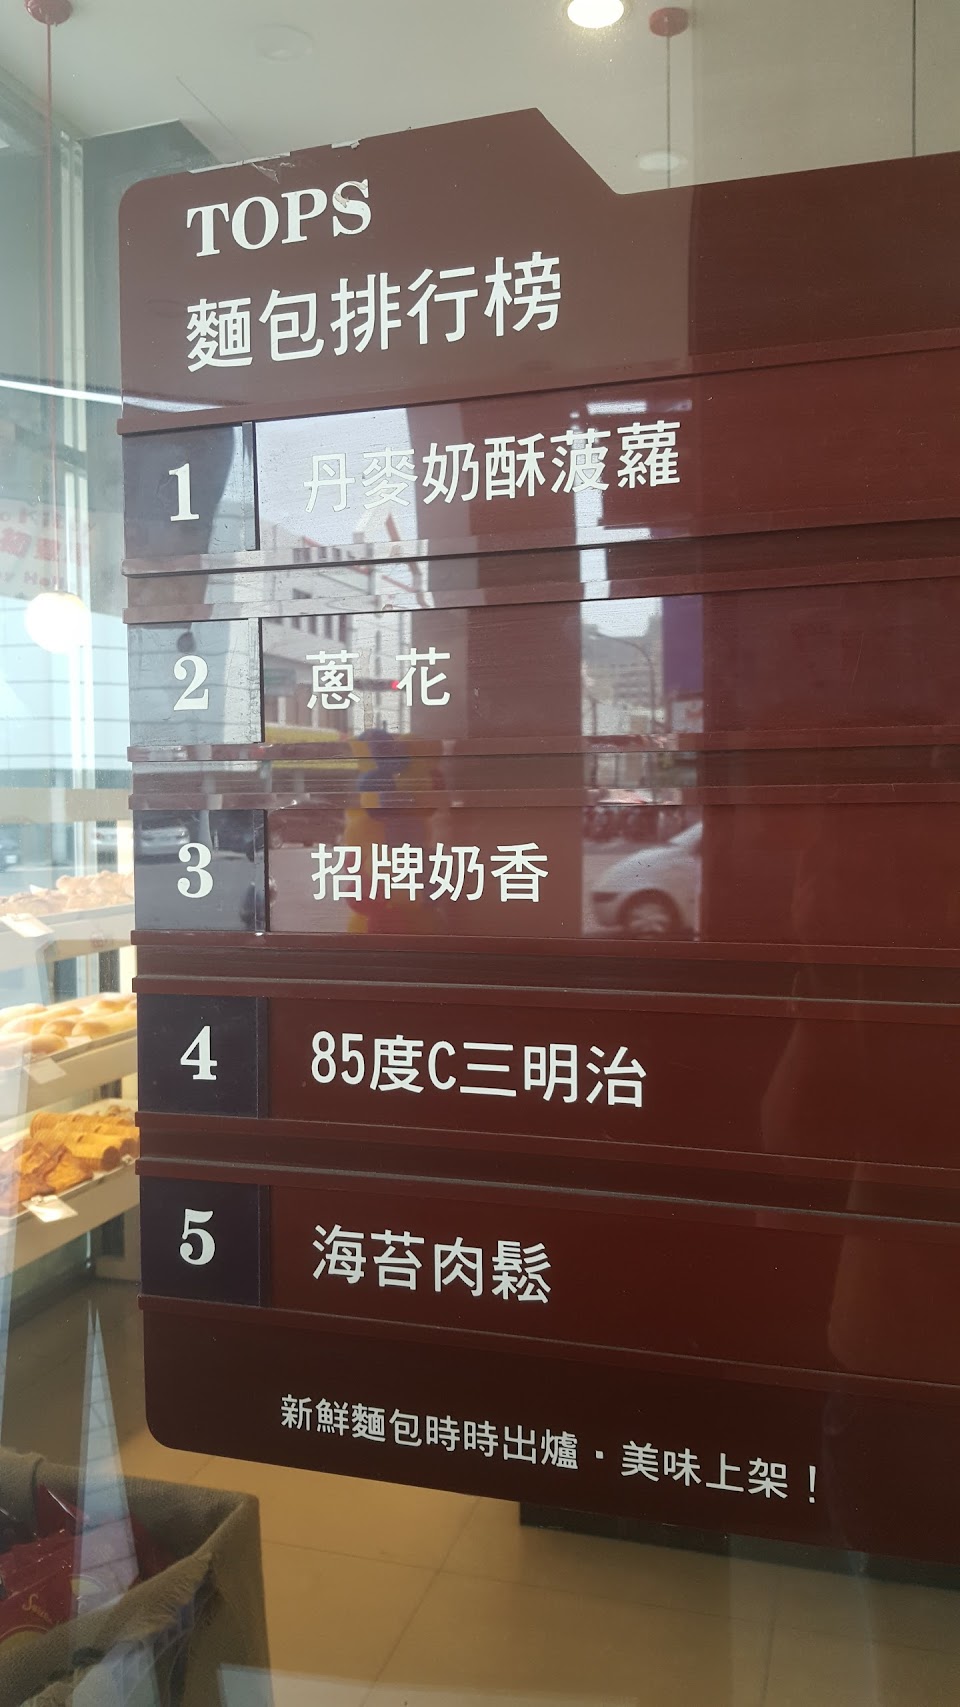 TOPS
麵包排行榜
1 丹麥奶酥菠蘿
2 蔥花
3 招牌奶香
4 85度C三明治
5 海苔肉鬆
新鮮麵包時時出爐・美味上架！